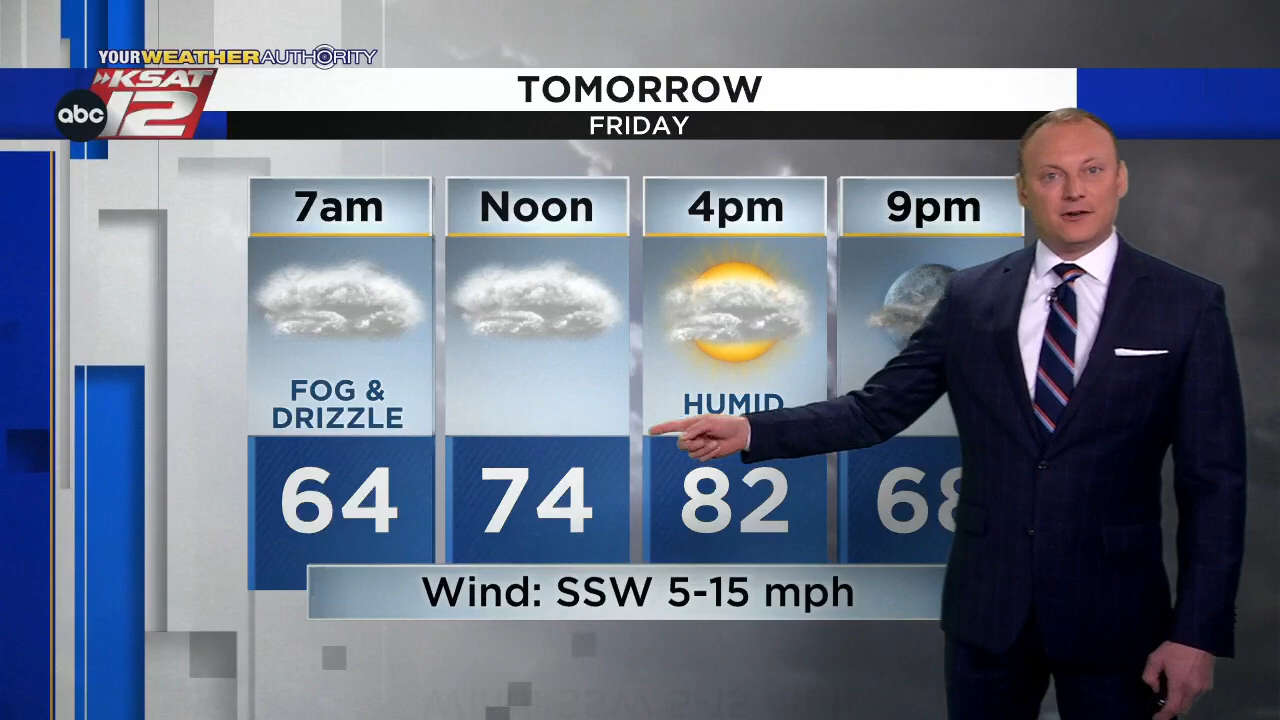 YOUR WEATHER AUTHORITY
KSAT
abc 12
TOMORROW
FRIDAY
7am Noon 4pm 9pm
FOG &
DRIZZLE
HUMID
64 74 82 68
Wind: SSW 5-15 mph